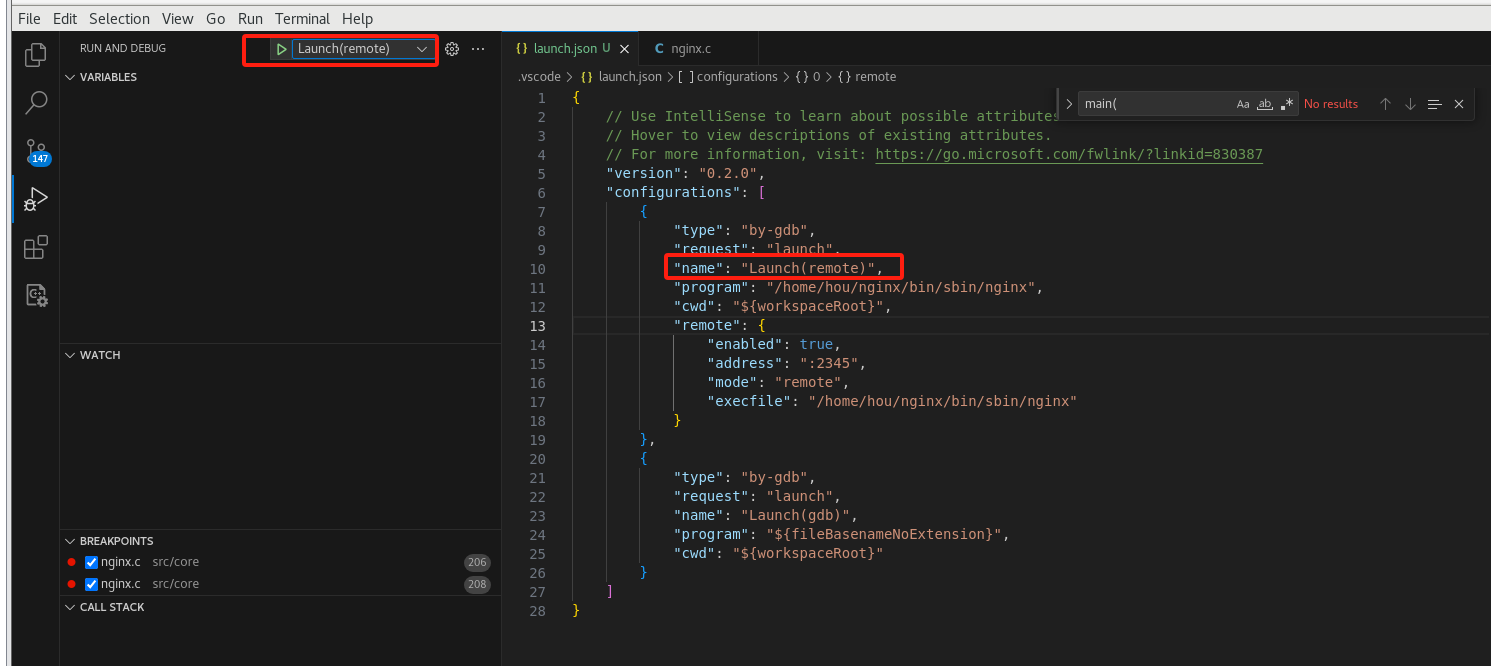 File Edit Selection View Go Run Terminal Help
RUN AND DEBUG
Launch(remote)
VARIABLES
147
WATCH
BREAKPOINTS
nginx.c src/core 206
nginx.c src/core 208
CALL STACK
{} launch.json U
C nginx.c
.vscode > {} launch.json > [ ] configurations > {} 0 > {} remote
main(
Aa ab .* No results
1 {
2 // Use IntelliSense to learn about possible attributes
3 // Hover to view descriptions of existing attributes.
4 // For more information, visit: https://go.microsoft.com/fwlink/?linkid=830387
5 "version": "0.2.0",
6 "configurations": [
7 {
8 "type": "by-gdb",
9 "request": "launch",
10 "name": "Launch(remote)",
11 "program": "/home/hou/nginx/bin/sbin/nginx",
12 "cwd": "${workspaceRoot}",
13 "remote": {
14 "enabled": true,
15 "address": ":2345",
16 "mode": "remote",
17 "execfile": "/home/hou/nginx/bin/sbin/nginx"
18 }
19 },
20 {
21 "type": "by-gdb",
22 "request": "launch",
23 "name": "Launch(gdb)",
24 "program": "${fileBasenameNoExtension}",
25 "cwd": "${workspaceRoot}"
26 }
27 ]
28 }